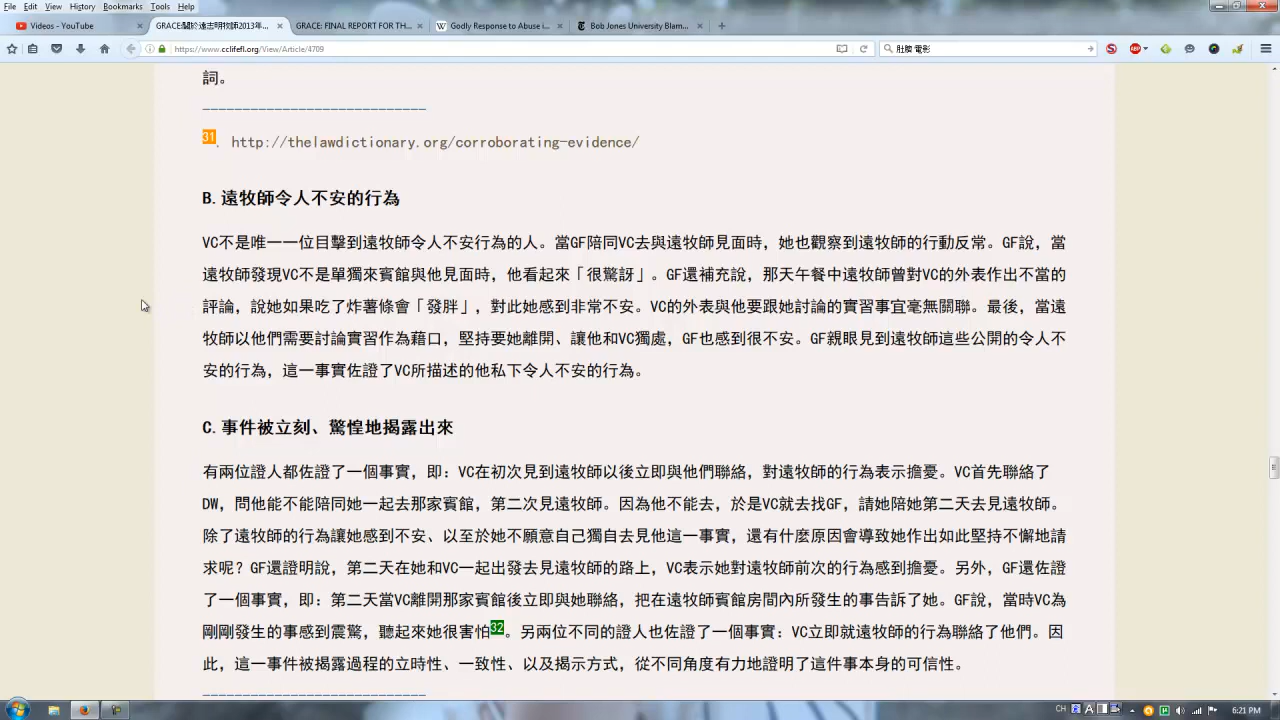 File Edit View History Bookmarks Tools Help
Videos - YouTube
GRACE:關於遠志明牧師2013年...
GRACE: FINAL REPORT FOR TH...
Godly Response to Abuse i...
Bob Jones University Blam...
https://www.cclifefl.org/View/Article/4709
肚腹 電影
詞。
----------------------------
31. http://thelawdictionary.org/corroborating-evidence/
B. 遠牧師令人不安的行為
VC不是唯一一位目擊到遠牧師令人不安行為的人。當GF陪同VC去與遠牧師見面時，她也觀察到遠牧師的行動反常。GF說，當
遠牧師發現VC不是單獨來賓館與他見面時，他看起來「很驚訝」。GF還補充說，那天午餐中遠牧師曾對VC的外表作出不當的
評論，說她如果吃了炸薯條會「發胖」，對此她感到非常不安。VC的外表與他要跟她討論的實習事宜毫無關聯。最後，當遠
牧師以他們需要討論實習作為藉口，堅持要她離開、讓他和VC獨處，GF也感到很不安。GF親眼見到遠牧師這些公開的令人不
安的行為，這一事實佐證了VC所描述的他私下令人不安的行為。
C. 事件被立刻、驚惶地揭露出來
有兩位證人都佐證了一個事實，即：VC在初次見到遠牧師以後立即與他們聯絡，對遠牧師的行為表示擔憂。VC首先聯絡了
DW，問他能不能陪同她一起去那家賓館，第二次見遠牧師。因為他不能去，於是VC就去找GF，請她陪她第二天去見遠牧師。
除了遠牧師的行為讓她感到不安、以至於她不願意自己獨自去見他這一事實，還有什麼原因會導致她作出如此堅持不懈地請
求呢？GF還證明說，第二天在她和VC一起出發去見遠牧師的路上，VC表示她對遠牧師前次的行為感到擔憂。另外，GF還佐證
了一個事實，即：第二天當VC離開那家賓館後立即與她聯絡，把在遠牧師賓館房間內所發生的事告訴了她。GF說，當時VC為
剛剛發生的事感到震驚，聽起來她很害怕32。另兩位不同的證人也佐證了一個事實：VC立即就遠牧師的行為聯絡了他們。因
此，這一事件被揭露過程的立時性、一致性、以及揭示方式，從不同角度有力地證明了這件事本身的可信性。
----------------------------
CH
6:21 PM